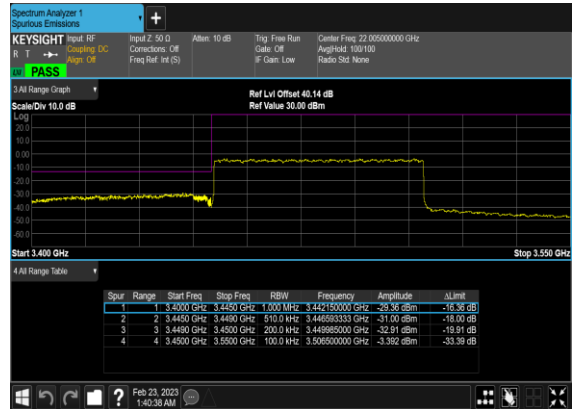 Spectrum Analyzer 1
Spurious Emissions
+
KEYSIGHT Input: RF Input Z: 50 Ω Atten: 10 dB Trig: Free Run Center Freq: 22.005000000 GHz
R T Coupling: DC Corrections: Off Gate: Off Avg|Hold: 100/100
Align: Off Freq Ref: Int (S) IF Gain: Low Radio Std: None
PASS
3 All Range Graph
Ref Lvl Offset 40.14 dB
Scale/Div 10.0 dB Ref Value 30.00 dBm
Log
20.0
10.0
0.00
-10.0
-20.0
-30.0
-40.0
-50.0
-60.0
Start 3.400 GHz Stop 3.550 GHz
4 All Range Table
Spur Range Start Freq Stop Freq RBW Frequency Amplitude ΔLimit
1 1 3.4000 GHz 3.4450 GHz 1.000 MHz 3.442150000 GHz -29.36 dBm -16.36 dB
2 2 3.4450 GHz 3.4490 GHz 510.0 kHz 3.446593333 GHz -31.00 dBm -18.00 dB
3 3 3.4490 GHz 3.4500 GHz 200.0 kHz 3.449985000 GHz -32.91 dBm -19.91 dB
4 4 3.4500 GHz 3.5500 GHz 100.0 kHz 3.506500000 GHz -3.392 dBm -33.39 dB
? Feb 23, 2023
1:40:38 AM